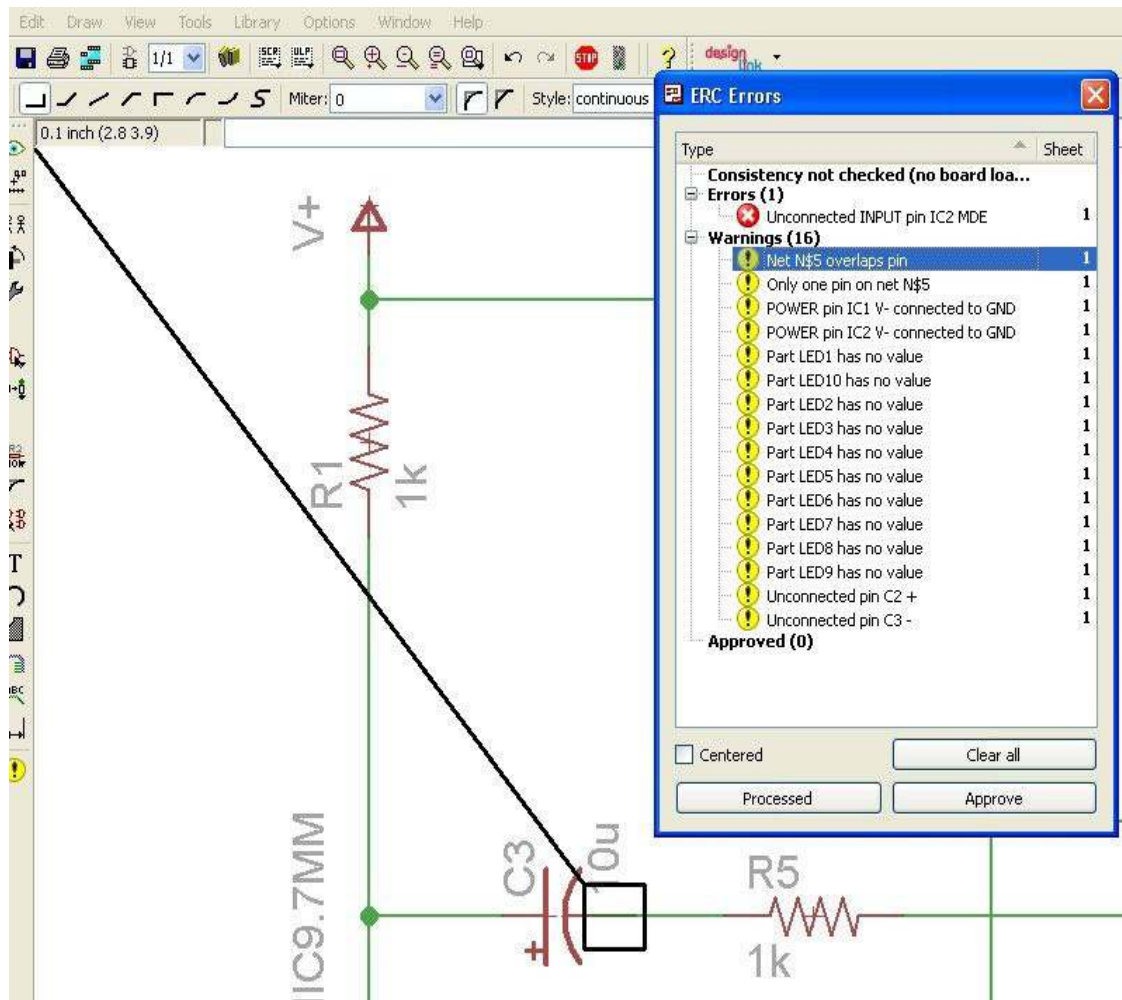 Edit Draw View Tools Library Options Window Help
1/1 SCR ULP STOP ? design link
Miter: 0 Style: continuous
ERC Errors
0.1 inch (2.8 3.9)
Type Sheet
Consistency not checked (no board loa...
Errors (1)
Unconnected INPUT pin IC2 MDE 1
Warnings (16)
Net N$5 overlaps pin 1
Only one pin on net N$5 1
POWER pin IC1 V- connected to GND 1
POWER pin IC2 V- connected to GND 1
Part LED1 has no value 1
Part LED10 has no value 1
Part LED2 has no value 1
Part LED3 has no value 1
Part LED4 has no value 1
Part LED5 has no value 1
Part LED6 has no value 1
Part LED7 has no value 1
Part LED8 has no value 1
Part LED9 has no value 1
Unconnected pin C2 + 1
Unconnected pin C3 - 1
Approved (0)
Centered Clear all
Processed Approve
V+
R1
1k
T
ABC
IC9.7MM
C3
+
R5
1k